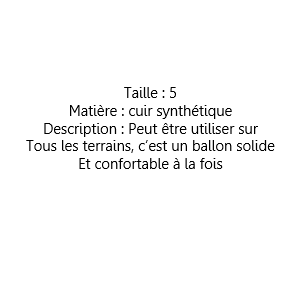 Taille : 5
Matière : cuir synthétique
Description : Peut être utiliser sur
Tous les terrains, c’est un ballon solide
Et confortable à la fois